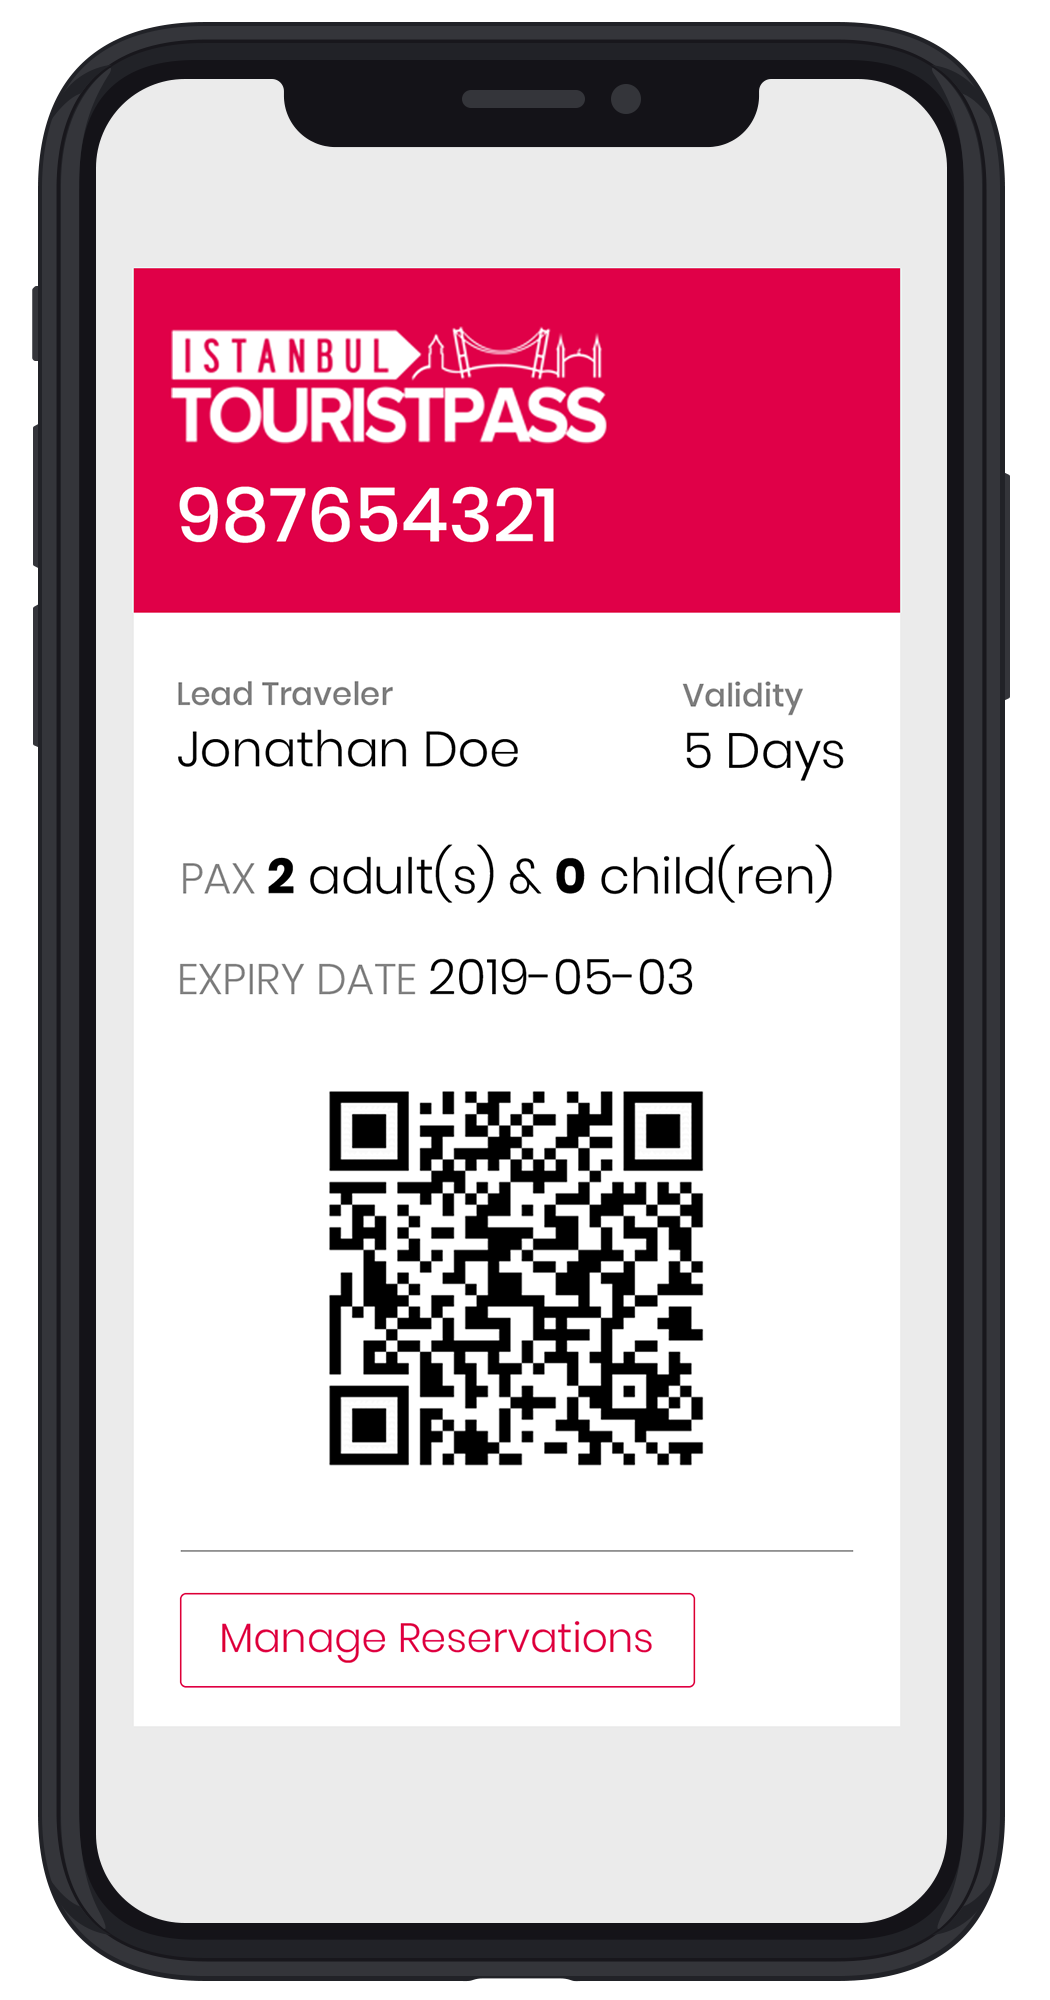 ISTANBUL
TOURISTPASS
987654321
Lead Traveler
Validity
Jonathan Doe
5 Days
PAX 2 adult(s) & 0 child(ren)
EXPIRY DATE 2019-05-03
Manage Reservations